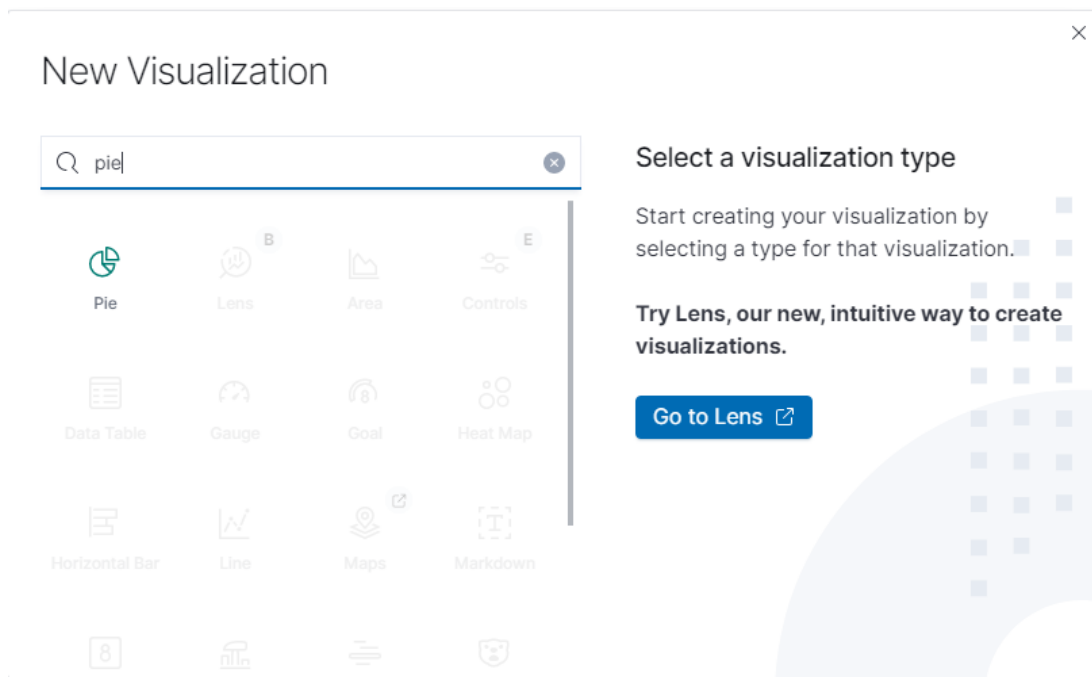 New Visualization
pie
Select a visualization type
Start creating your visualization by
selecting a type for that visualization.
Try Lens, our new, intuitive way to create
visualizations.
Go to Lens
B
E
Pie
Lens
Area
Controls
8
Data Table
Gauge
Goal
Heat Map
T
Horizontal Bar
Line
Maps
Markdown
8